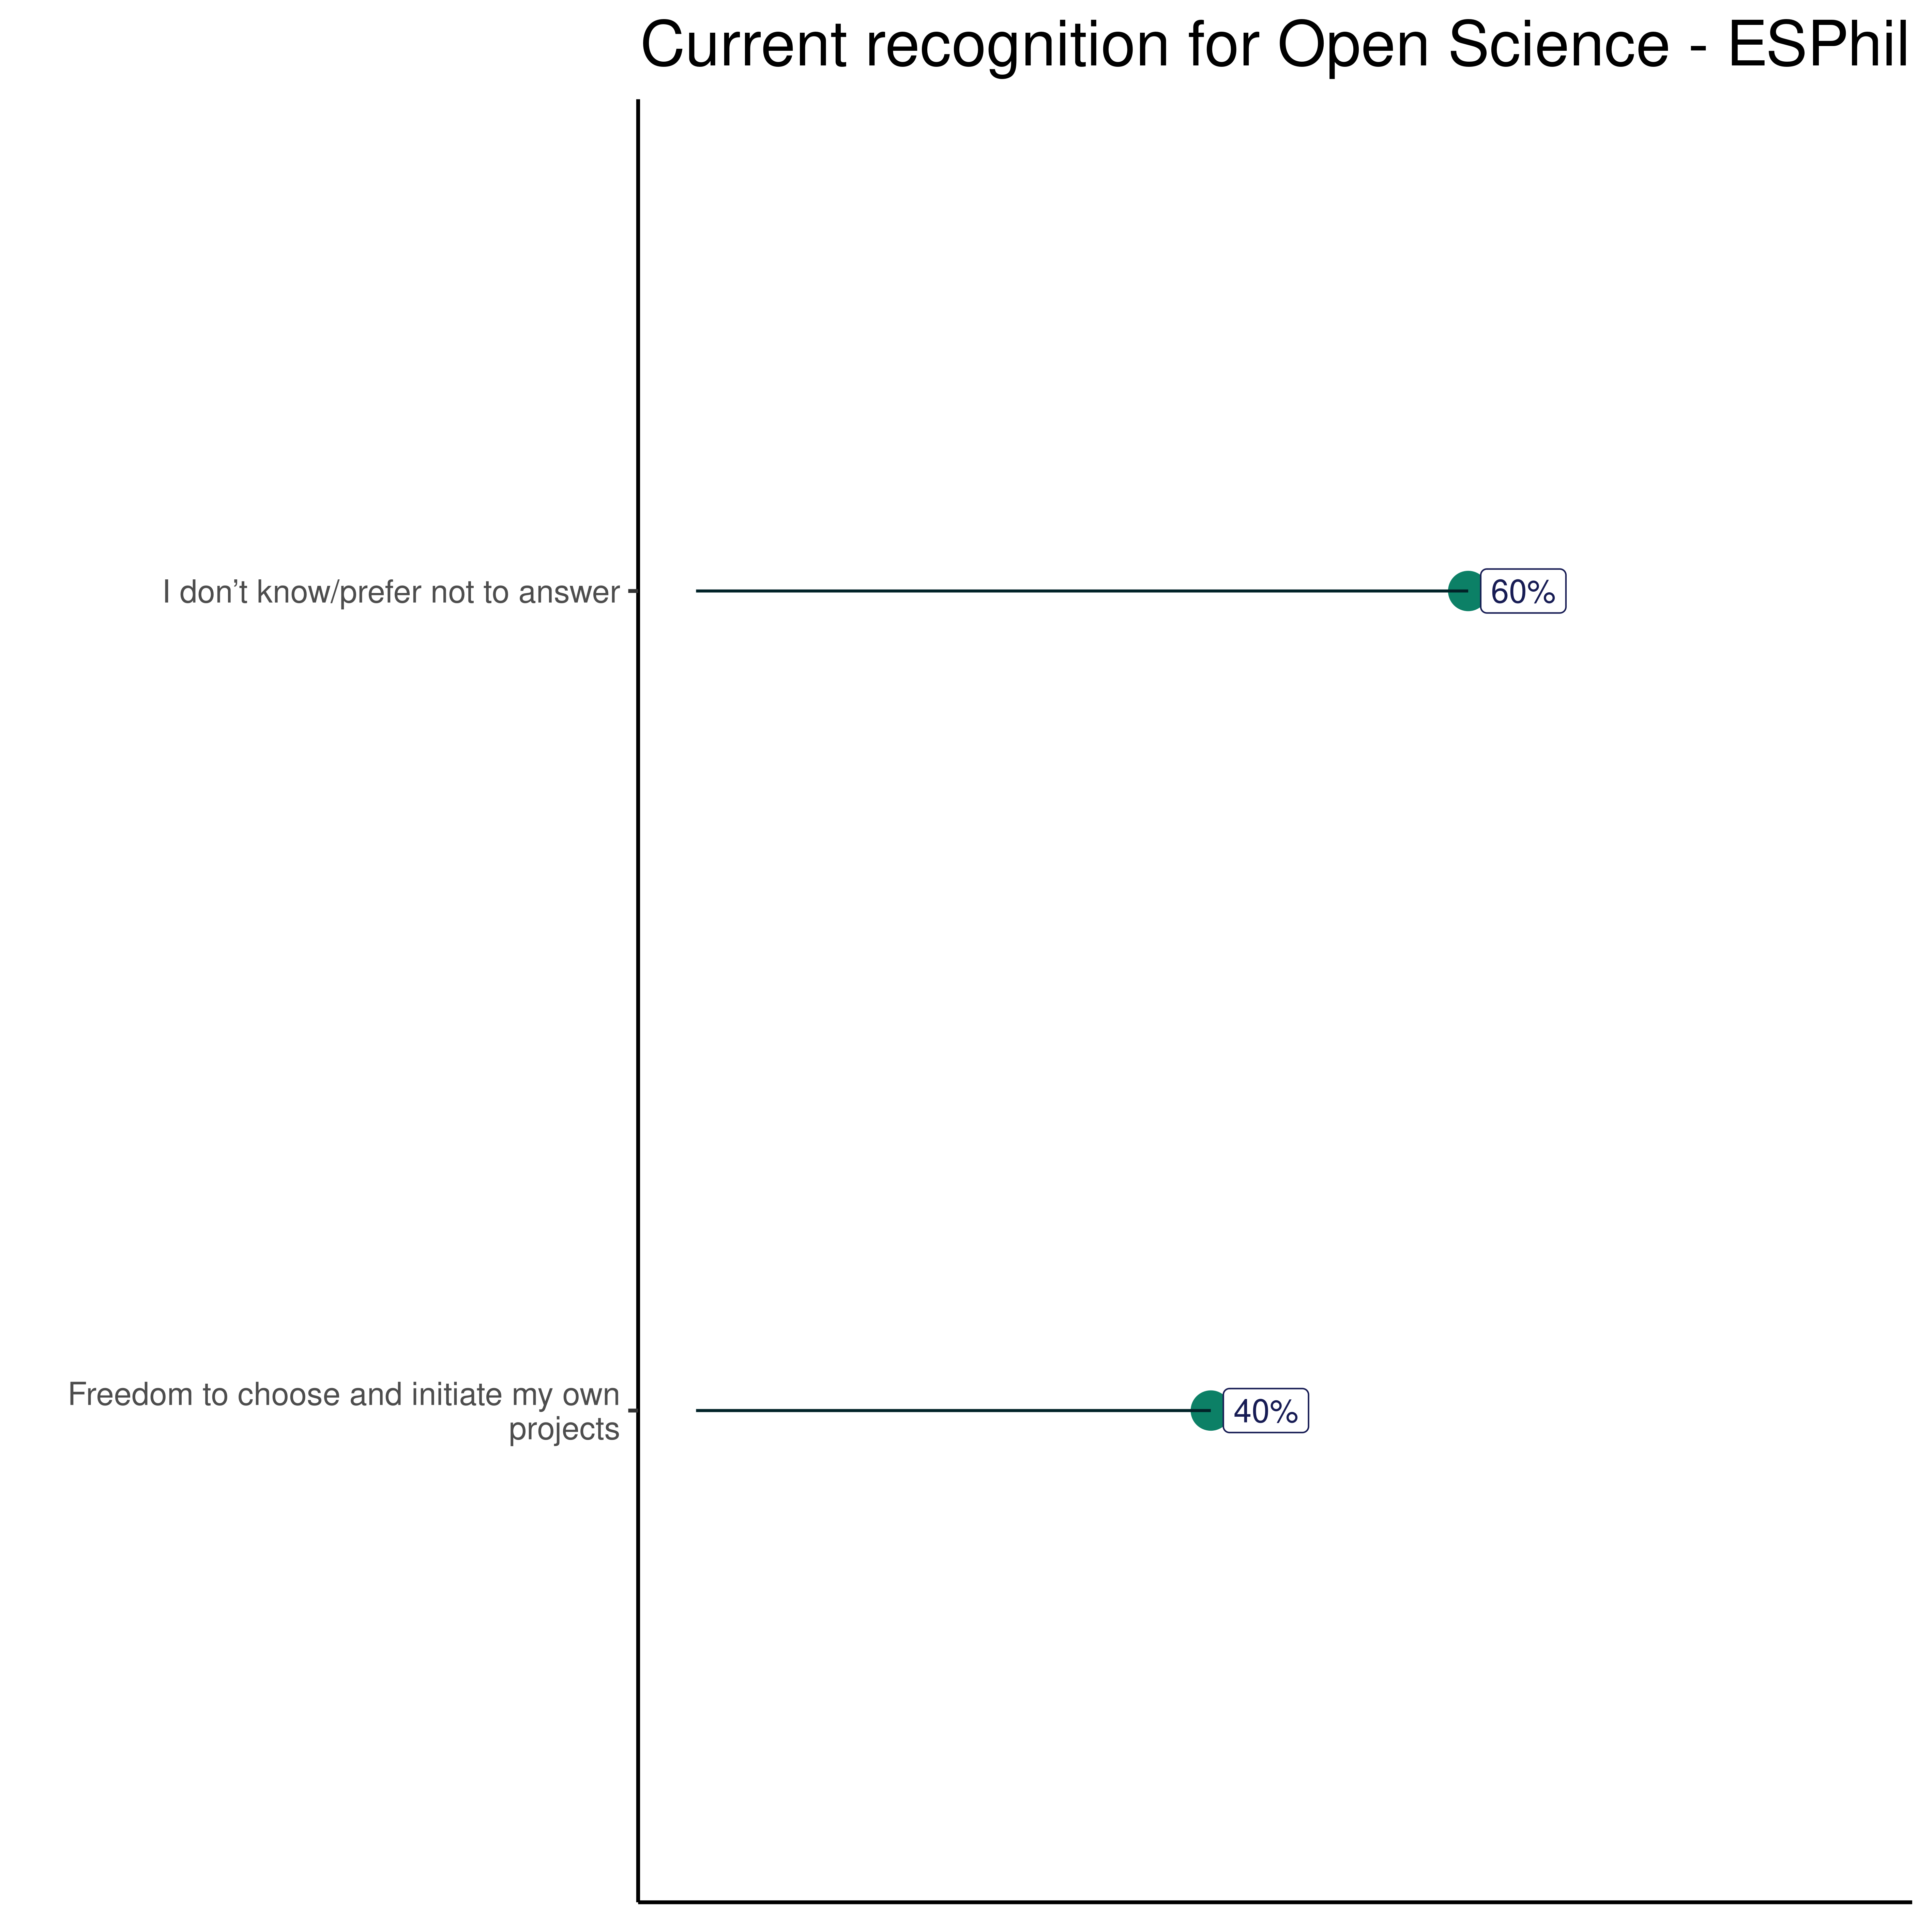 Current recognition for Open Science - ESPhil
I don’t know/prefer not to answer
60%
Freedom to choose and initiate my own
projects
40%